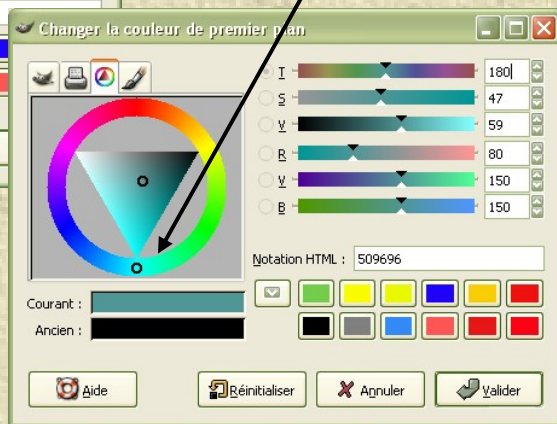 Changer la couleur de premier plan
T 180
S 47
V 59
R 80
V 150
B 150
Notation HTML : 509696
Courant :
Ancien :
Aide
Réinitialiser
Annuler
Valider